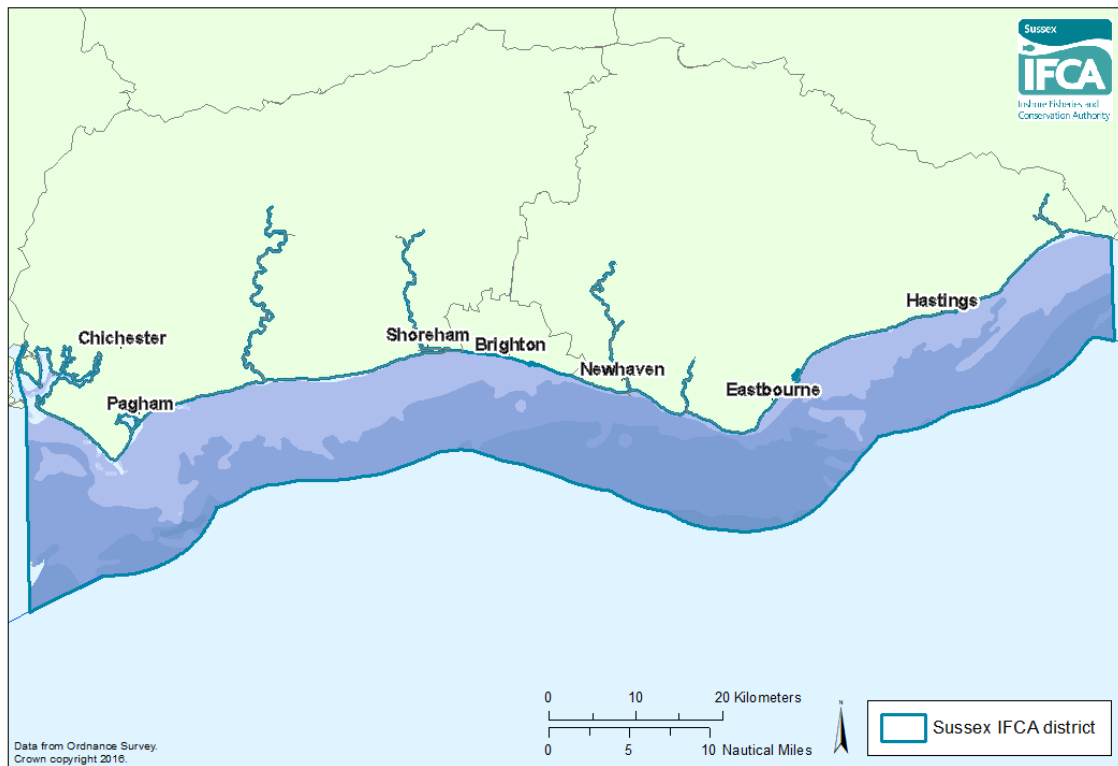 Sussex
IFCA
Inshore Fisheries and
Conservation Authority
Hastings
Chichester
Shoreham
Brighton
Newhaven
Eastbourne
Pagham
0 10 20 Kilometers
0 5 10 Nautical Miles
N
Sussex IFCA district
Data from Ordnance Survey.
Crown copyright 2016.